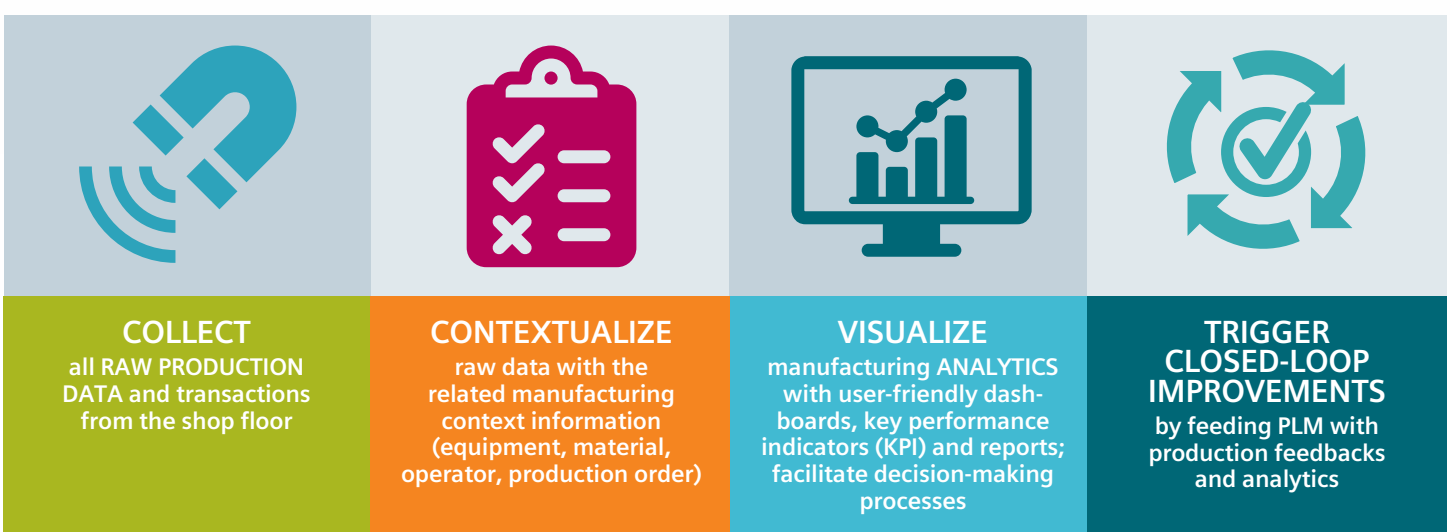 COLLECT
all RAW PRODUCTION
DATA and transactions
from the shop floor
CONTEXTUALIZE
raw data with the
related manufacturing
context information
(equipment, material,
operator, production order)
VISUALIZE
manufacturing ANALYTICS
with user-friendly dash-
boards, key performance
indicators (KPI) and reports;
facilitate decision-making
processes
TRIGGER
CLOSED-LOOP
IMPROVEMENTS
by feeding PLM with
production feedbacks
and analytics